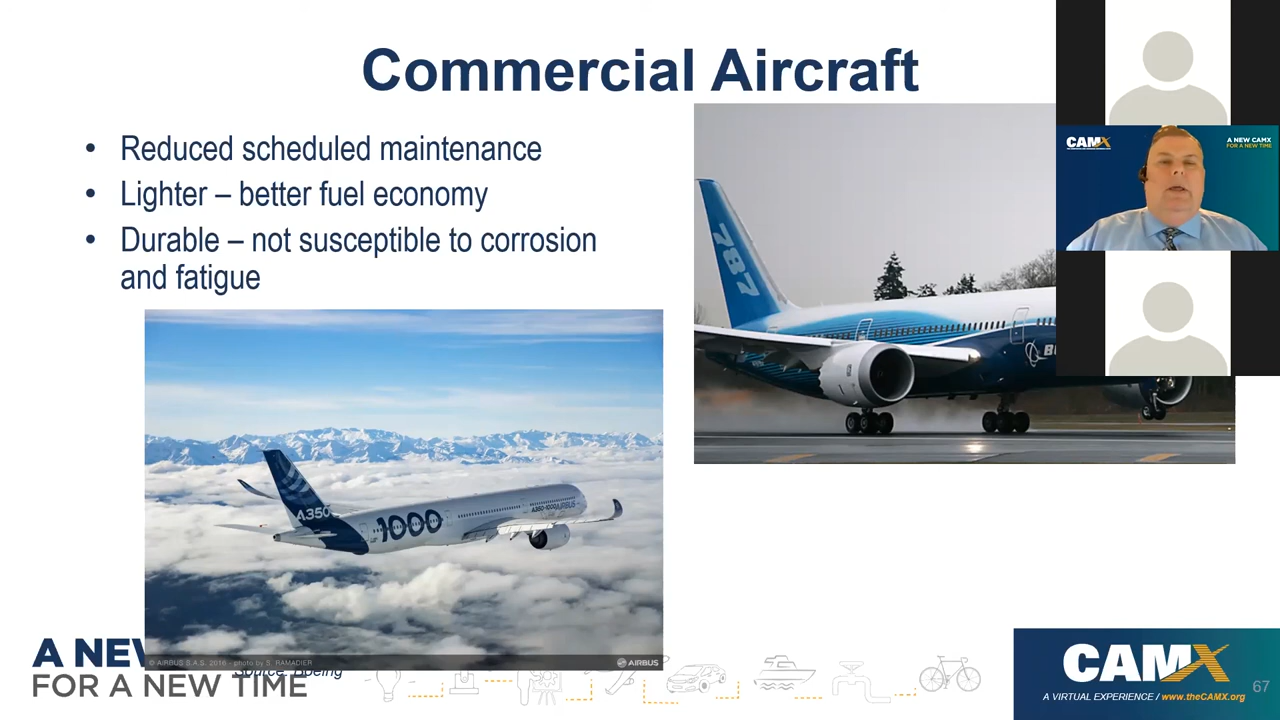 Commercial Aircraft
• Reduced scheduled maintenance
• Lighter – better fuel economy
• Durable – not susceptible to corrosion
and fatigue
787
CAMX
A NEW CAMX
FOR A NEW TIME
A350
1000
A350-1000
AIRBUS
© AIRBUS S.A.S. 2016 - photo by S. RAMADIER
AIRBUS
A NEW
FOR A NEW TIME
Source: Boeing
CAMX
A VIRTUAL EXPERIENCE / www.theCAMX.org
67